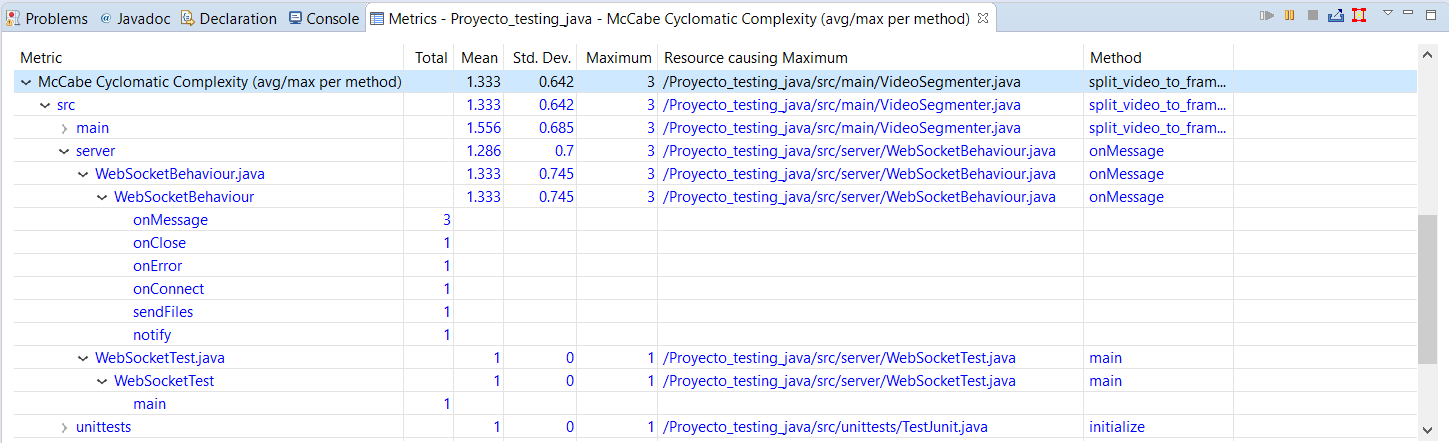 Problems @ Javadoc Declaration Console Metrics - Proyecto_testing_java - McCabe Cyclomatic Complexity (avg/max per method)
Metric Total Mean Std. Dev. Maximum Resource causing Maximum Method
McCabe Cyclomatic Complexity (avg/max per method) 1.333 0.642 3 /Proyecto_testing_java/src/main/VideoSegmenter.java split_video_to_fram...
src 1.333 0.642 3 /Proyecto_testing_java/src/main/VideoSegmenter.java split_video_to_fram...
main 1.556 0.685 3 /Proyecto_testing_java/src/main/VideoSegmenter.java split_video_to_fram...
server 1.286 0.7 3 /Proyecto_testing_java/src/server/WebSocketBehaviour.java onMessage
WebSocketBehaviour.java 1.333 0.745 3 /Proyecto_testing_java/src/server/WebSocketBehaviour.java onMessage
WebSocketBehaviour 1.333 0.745 3 /Proyecto_testing_java/src/server/WebSocketBehaviour.java onMessage
onMessage 3
onClose 1
onError 1
onConnect 1
sendFiles 1
notify 1
WebSocketTest.java 1 0 1 /Proyecto_testing_java/src/server/WebSocketTest.java main
WebSocketTest 1 0 1 /Proyecto_testing_java/src/server/WebSocketTest.java main
main 1
unittests 1 0 1 /Proyecto_testing_java/src/unittests/TestJunit.java initialize